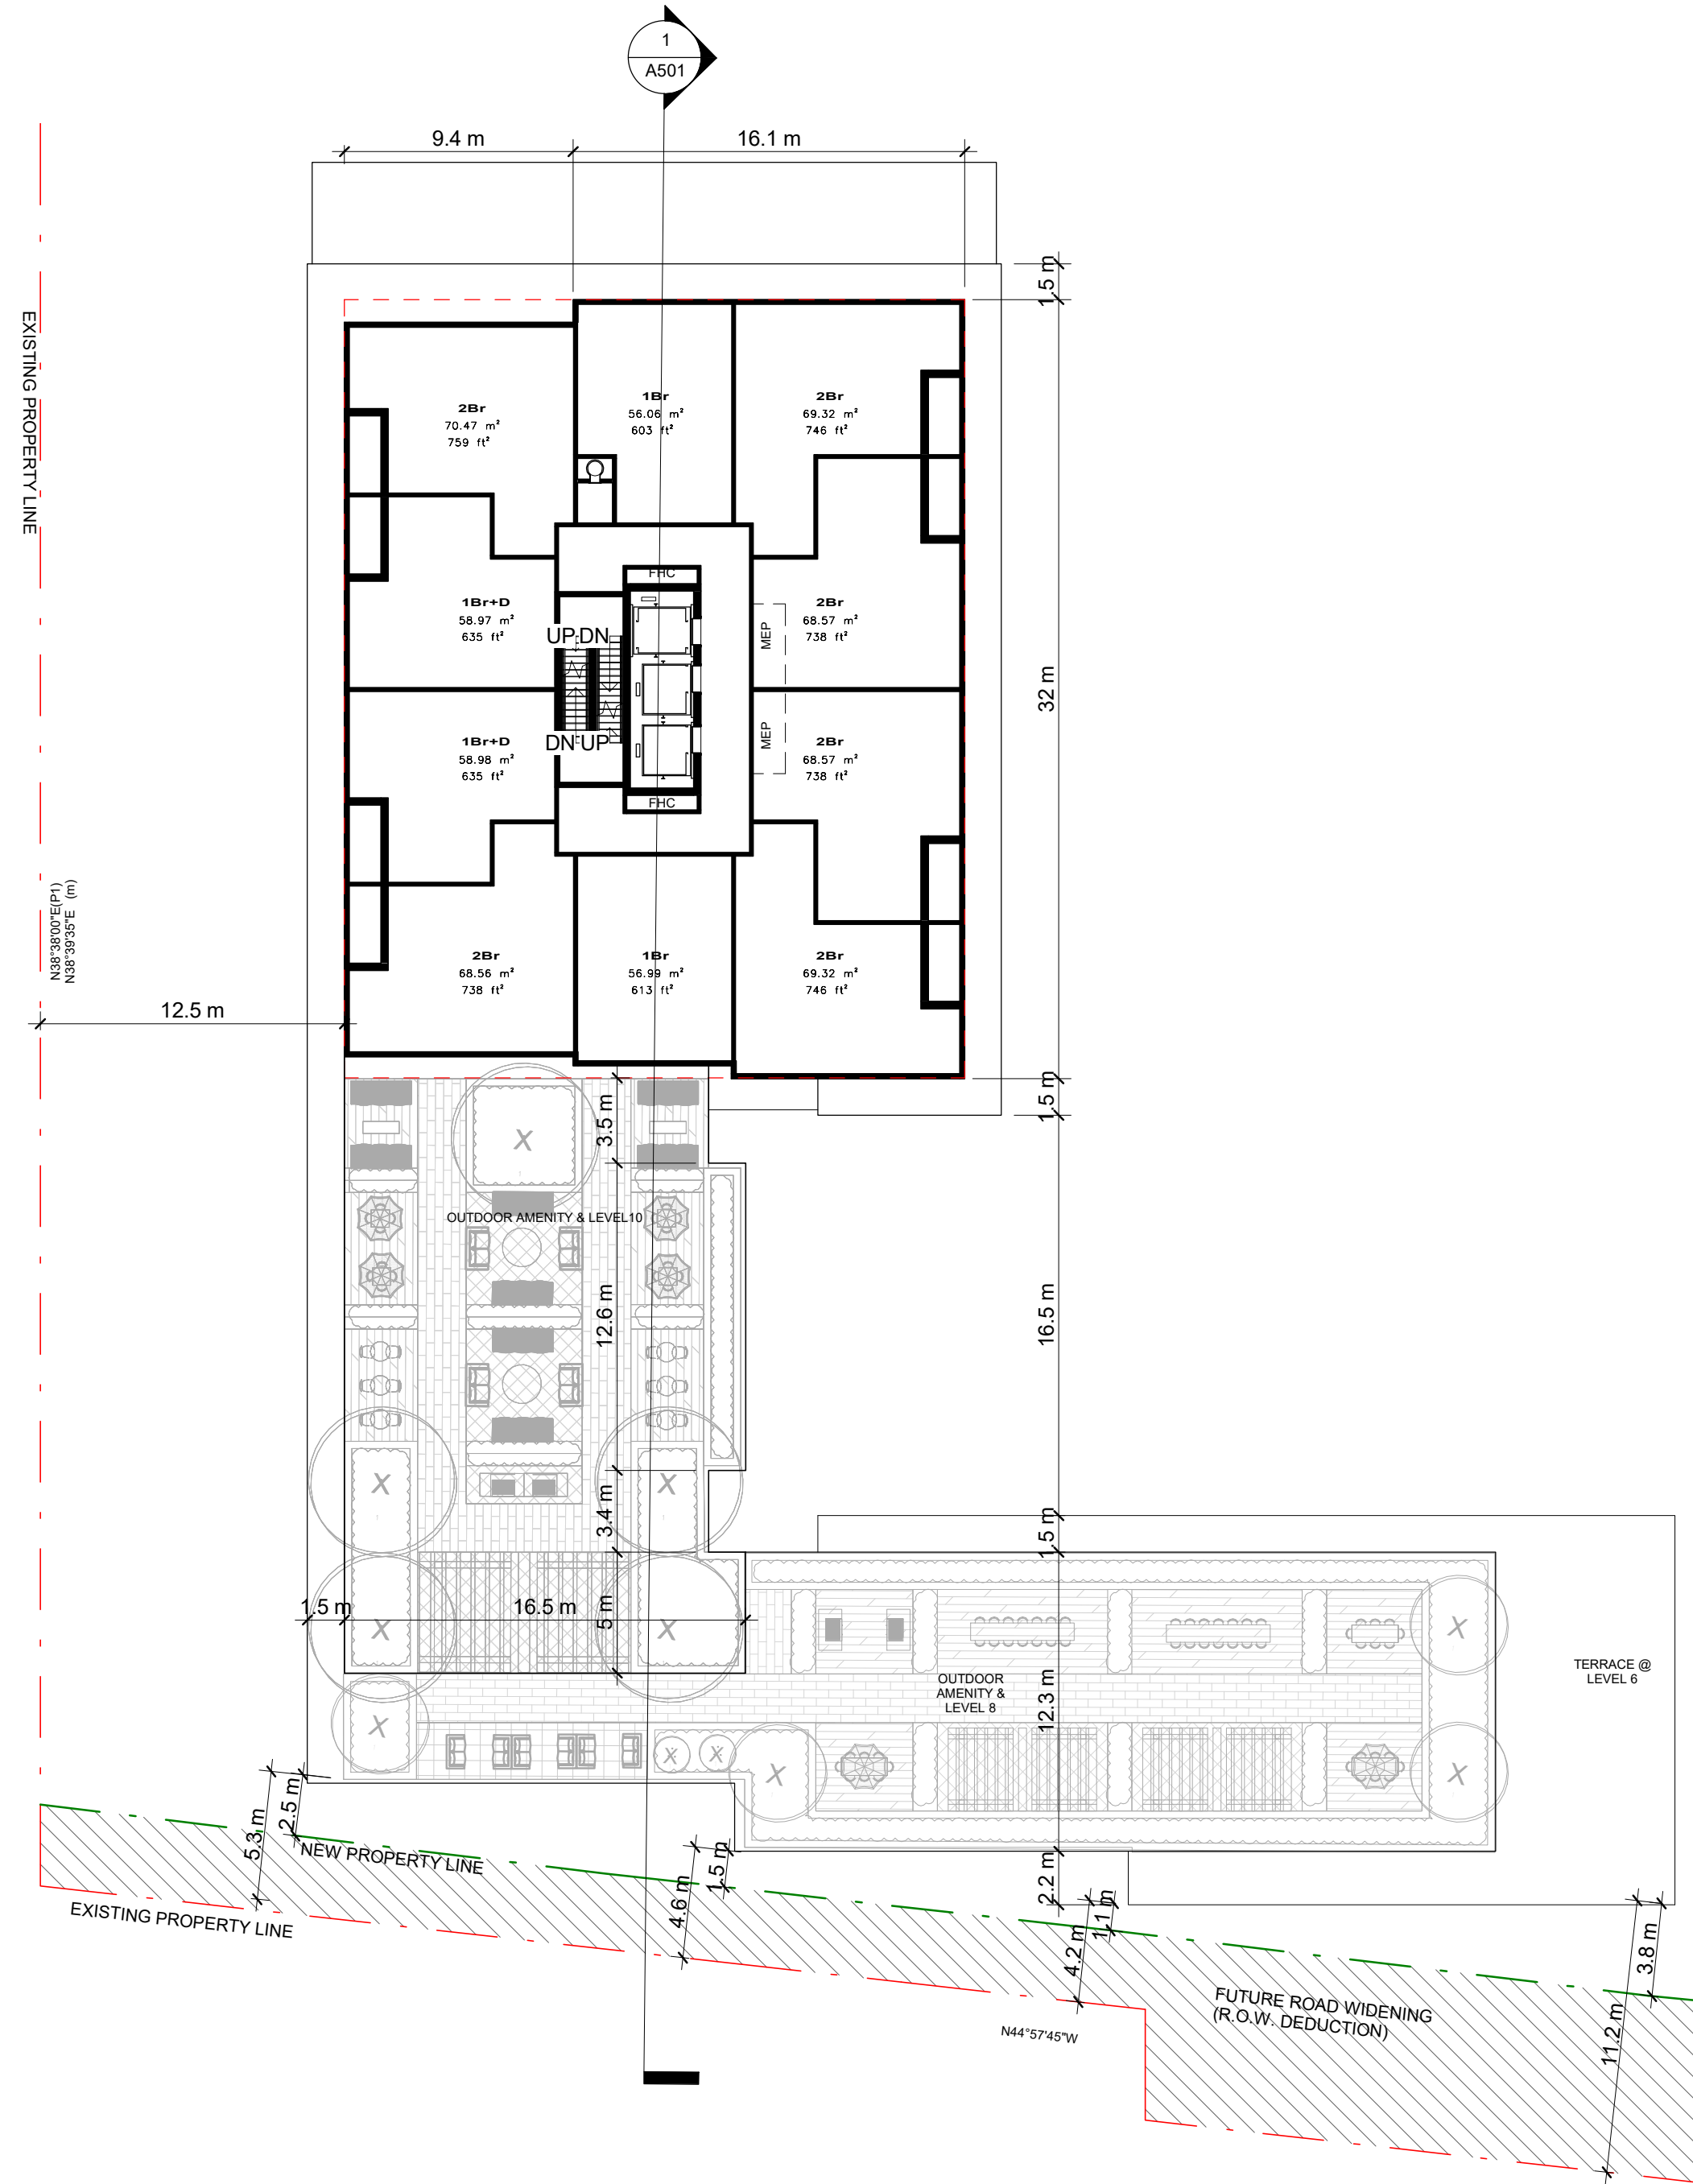 1
A501
9.4 m
16.1 m
1.5 m
EXISTING PROPERTY LINE
2Br
70.47 m²
759 ft²
1Br
56.06 m²
603 ft²
2Br
69.32 m²
746 ft²
FHC
1Br+D
58.97 m²
635 ft²
UP DN
MEP
2Br
68.57 m²
738 ft²
32 m
1Br+D
58.98 m²
635 ft²
DN UP
MEP
2Br
68.57 m²
738 ft²
FHC
N38°38'00"E(P1)
N38°39'35"E (m)
2Br
68.56 m²
738 ft²
1Br
56.99 m²
613 ft²
2Br
69.32 m²
746 ft²
12.5 m
1.5 m
3.5 m
X
OUTDOOR AMENITY & LEVEL10
12.6 m
16.5 m
X
X
3.4 m
1.5 m
1.5 m
16.5 m
5 m
X
X
X
OUTDOOR
AMENITY &
LEVEL 8
TERRACE @
LEVEL 6
12.3 m
X
X
X
X
X
5.3 m
2.5 m
NEW PROPERTY LINE
4.6 m
1.5 m
2.2 m
EXISTING PROPERTY LINE
4.2 m
1.1 m
3.8 m
FUTURE ROAD WIDENING
(R.O.W. DEDUCTION)
N44°57'45"W
11.2 m